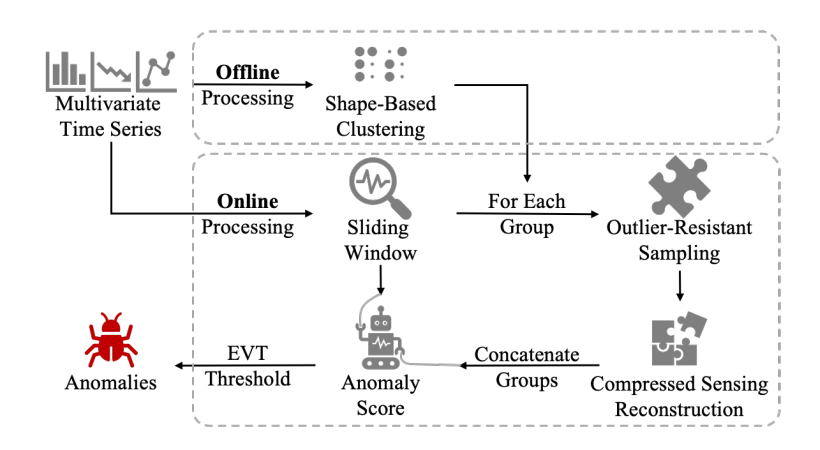 Multivariate
Time Series
Offline
Processing
Shape-Based
Clustering
Online
Processing
Sliding
Window
For Each
Group
Outlier-Resistant
Sampling
Anomalies
EVT
Threshold
Anomaly
Score
Concatenate
Groups
Compressed Sensing
Reconstruction